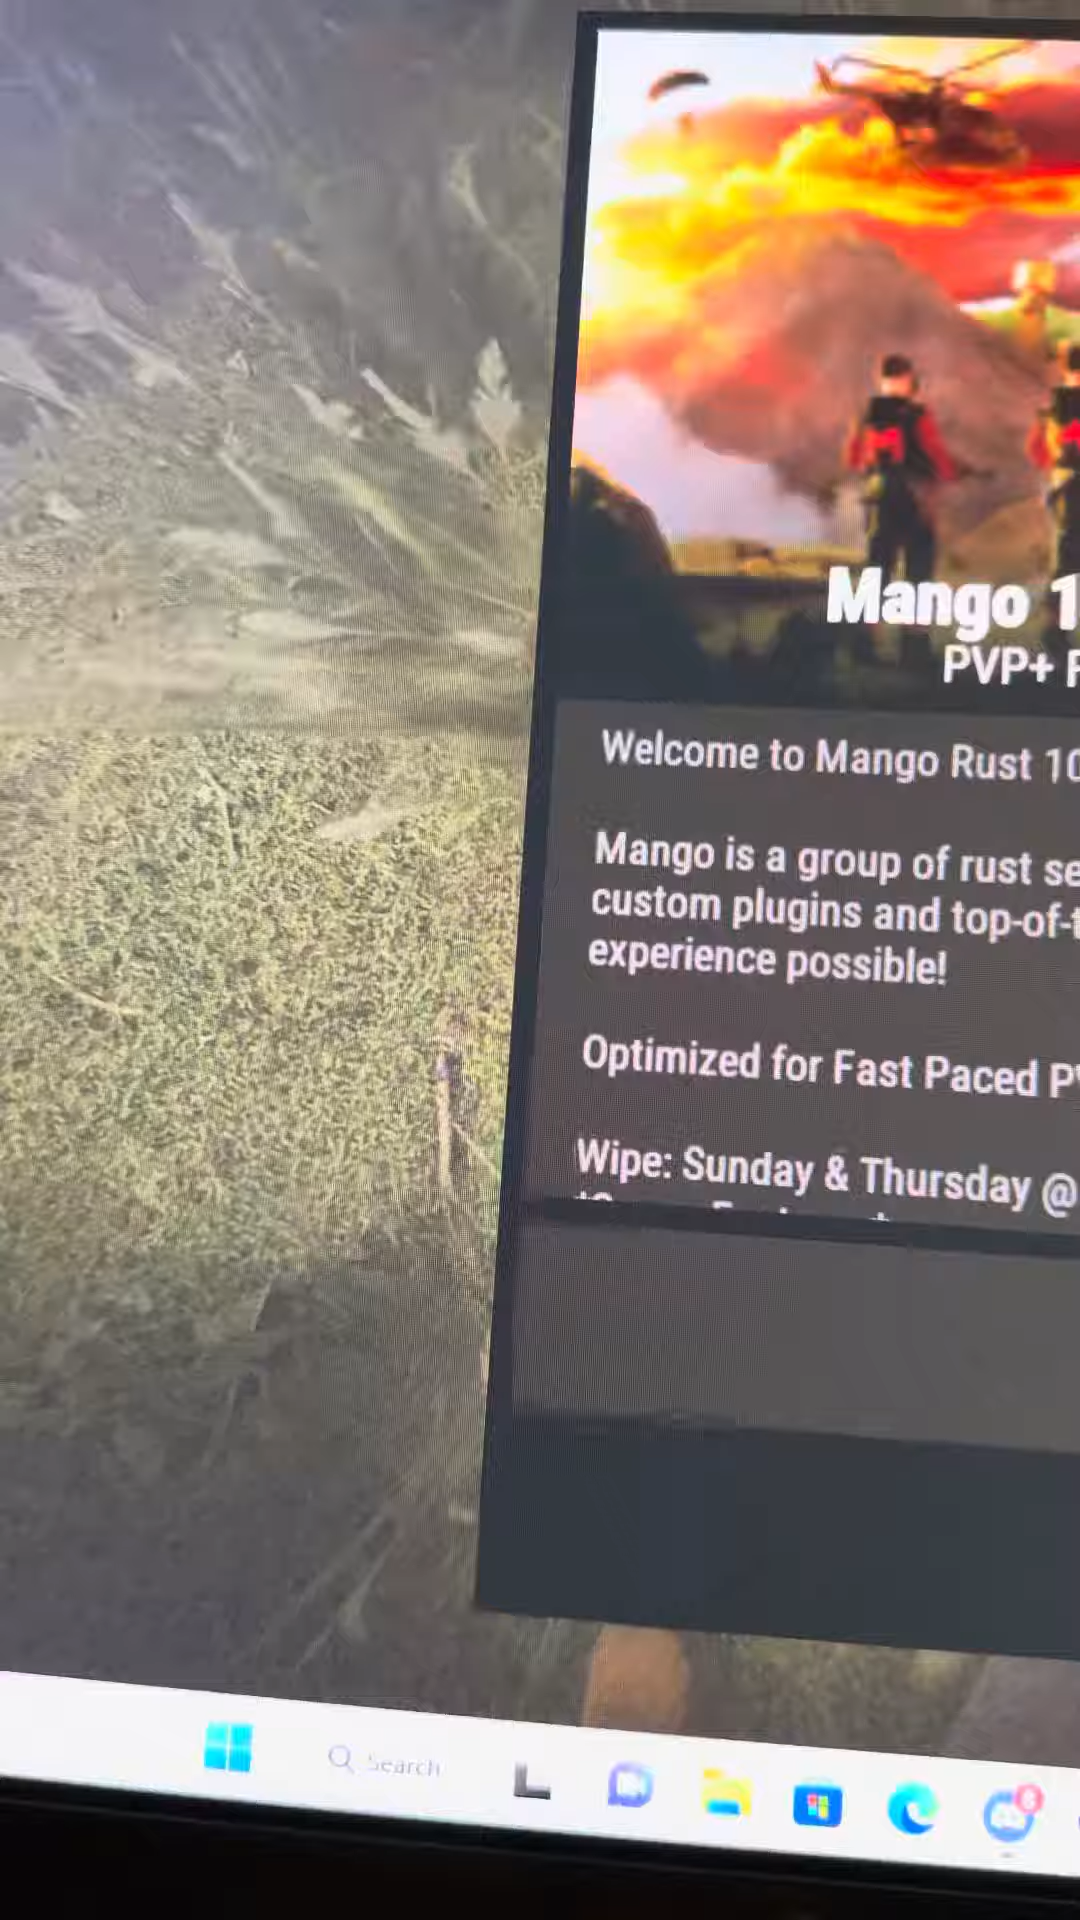 Mango 1
PVP+
Welcome to Mango Rust 10
Mango is a group of rust se
custom plugins and top-of-t
experience possible!
Optimized for Fast Paced P
Wipe: Sunday & Thursday @
Search
8